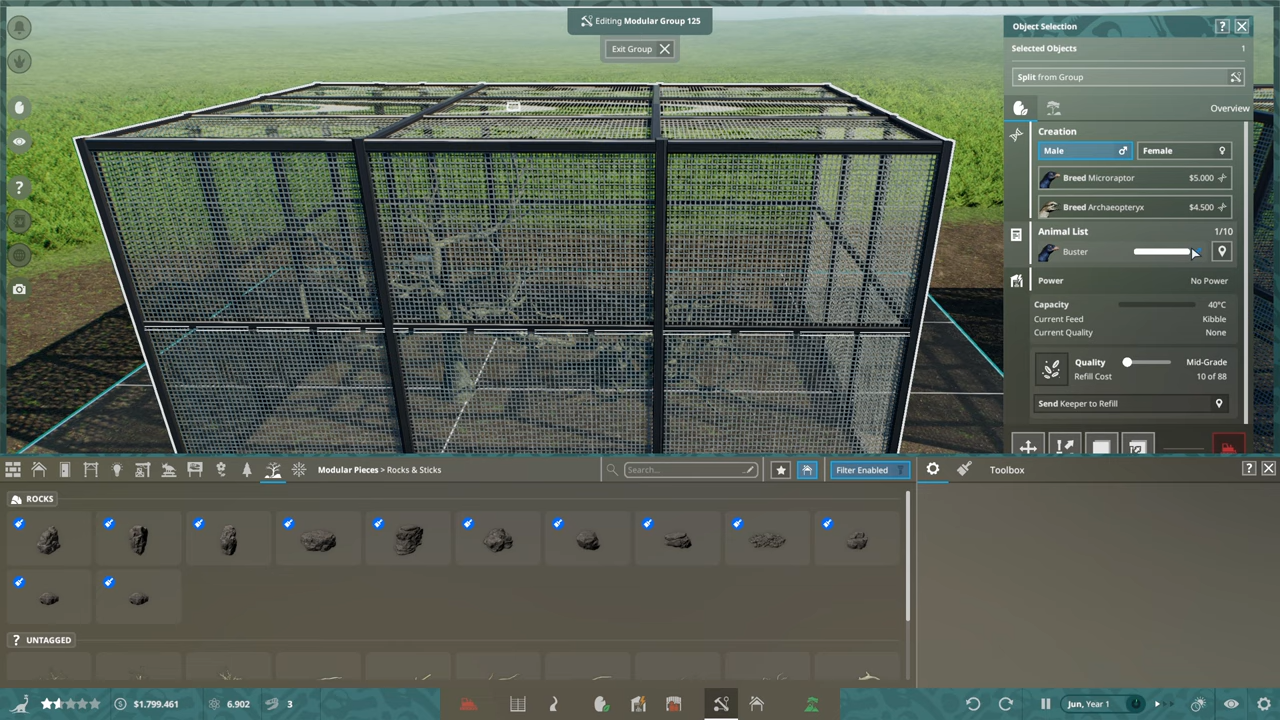 Editing Modular Group 125
Exit Group
Object Selection
?
Selected Objects 1
Split from Group
Overview
Creation
Male
Female
Breed Microraptor $5.000
Breed Archaeopteryx $4.500
Animal List 1/10
Buster
Power No Power
Capacity 40°C
Current Feed Kibble
Current Quality None
Quality Mid-Grade
Refill Cost 10 of 88
Send Keeper to Refill
?
Modular Pieces > Rocks & Sticks
Search...
Filter Enabled
Toolbox
?
ROCKS
? UNTAGGED
$1.799.461
6.902
3
Jun, Year 1